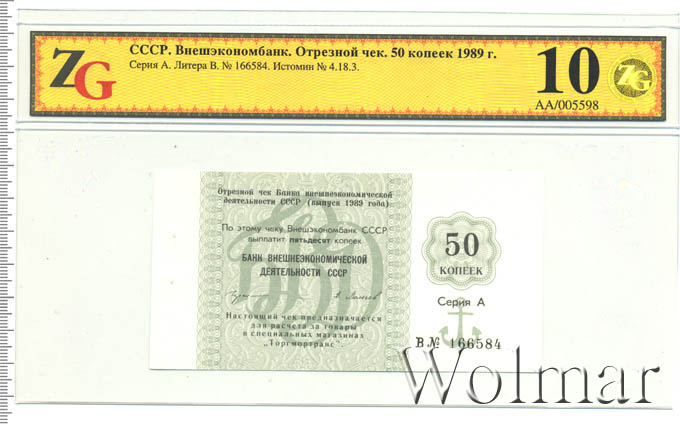 ZG
СССР. Внешэкономбанк. Отрезной чек. 50 копеек 1989 г.
Серия А. Литера В. № 166584. Истомин № 4.18.3.
10
ZG
AA/005598
Отрезной чек Банка внешнеэкономической
деятельности СССР (выпуск 1989 года)
По этому чеку Внешэкономбанк СССР
выплатит пятьдесят копеек
БАНК ВНЕШНЕЭКОНОМИЧЕСКОЙ
ДЕЯТЕЛЬНОСТИ СССР
Настоящий чек предназначается
для расчета за товары
в специальных магазинах
„Торгмортранс".
50
КОПЕЕК
Серия А
В № 166584
Wolmar